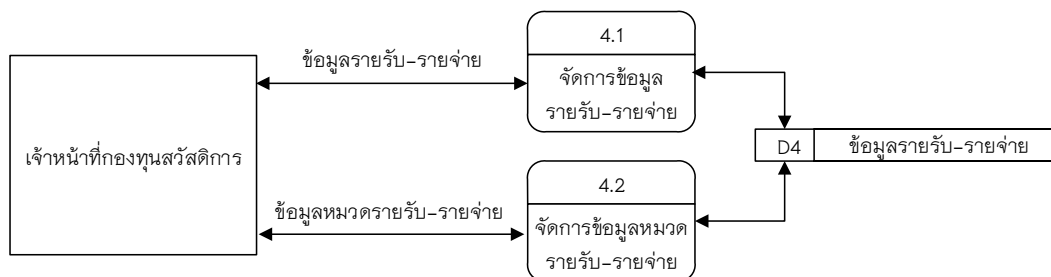 4.1
ข้อมูลรายรับ-รายจ่าย
จัดการข้อมูล
รายรับ-รายจ่าย
เจ้าหน้าที่กองทุนสวัสดิการ
D4 ข้อมูลรายรับ-รายจ่าย
4.2
ข้อมูลหมวดรายรับ-รายจ่าย
จัดการข้อมูลหมวด
รายรับ-รายจ่าย